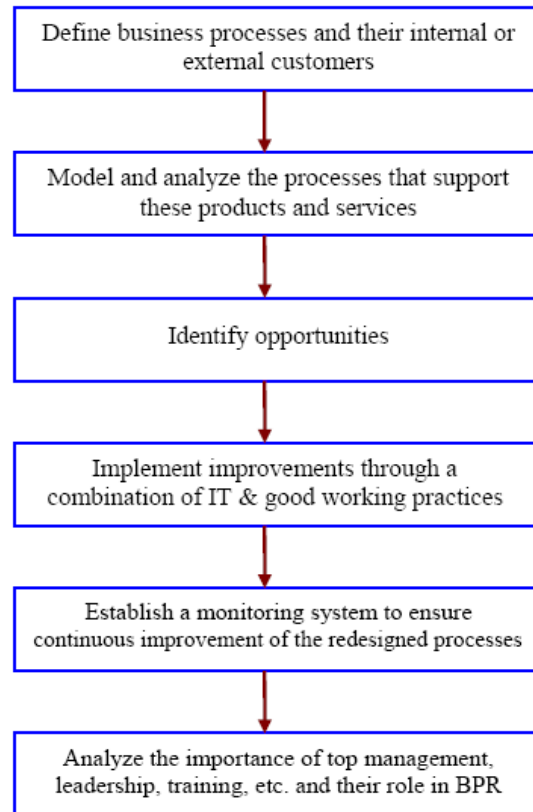 Define business processes and their internal or
external customers
Model and analyze the processes that support
these products and services
Identify opportunities
Implement improvements through a
combination of IT & good working practices
Establish a monitoring system to ensure
continuous improvement of the redesigned processes
Analyze the importance of top management,
leadership, training, etc. and their role in BPR